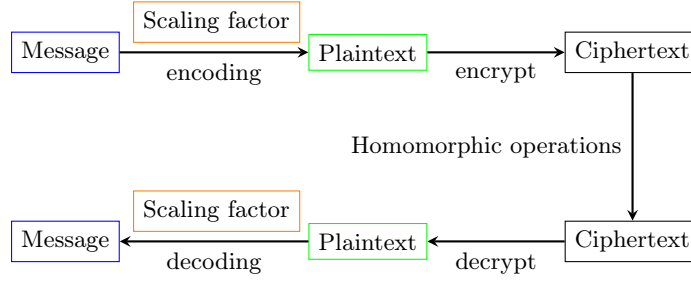 Scaling factor
Message
Plaintext
Ciphertext
encoding
encrypt
Homomorphic operations
Scaling factor
Message
Plaintext
Ciphertext
decoding
decrypt